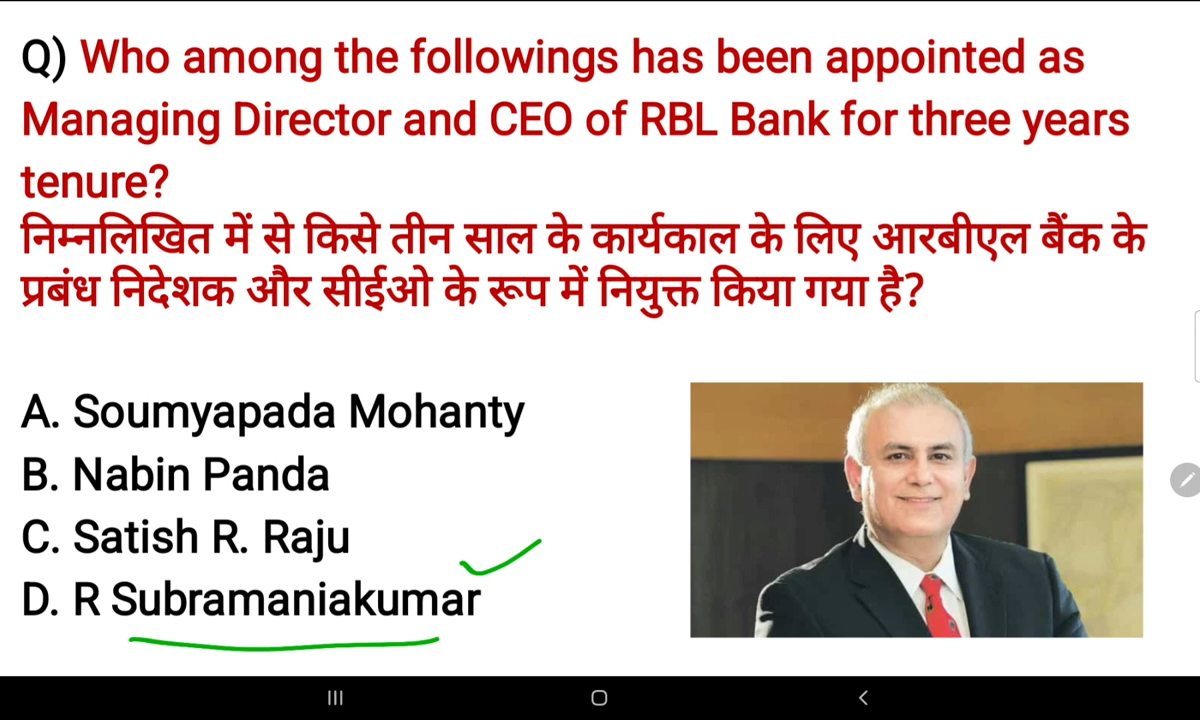 Q) Who among the followings has been appointed as
Managing Director and CEO of RBL Bank for three years
tenure?
निम्नलिखित में से किसे तीन साल के कार्यकाल के लिए आरबीएल बैंक के
प्रबंध निदेशक और सीईओ के रूप में नियुक्त किया गया है?
A. Soumyapada Mohanty
B. Nabin Panda
C. Satish R. Raju
D. R Subramaniakumar